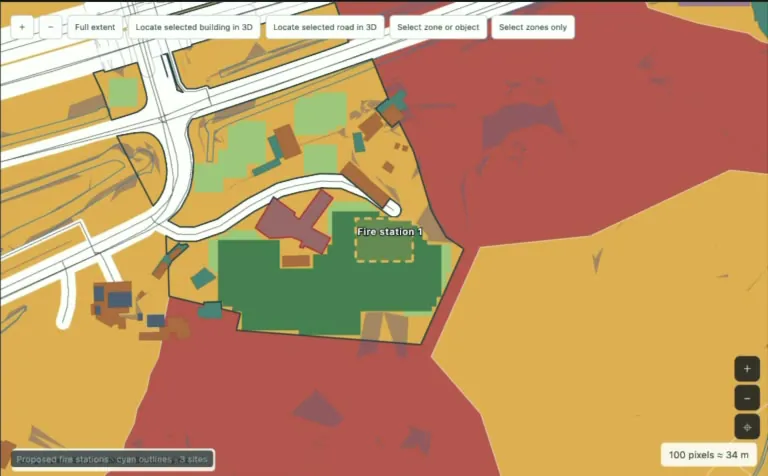 +
−
Full extent
Locate selected building in 3D
Locate selected road in 3D
Select zone or object
Select zones only
Fire station 1
+
−
Proposed fire stations · cyan outlines · 3 sites
100 pixels ≈ 34 m